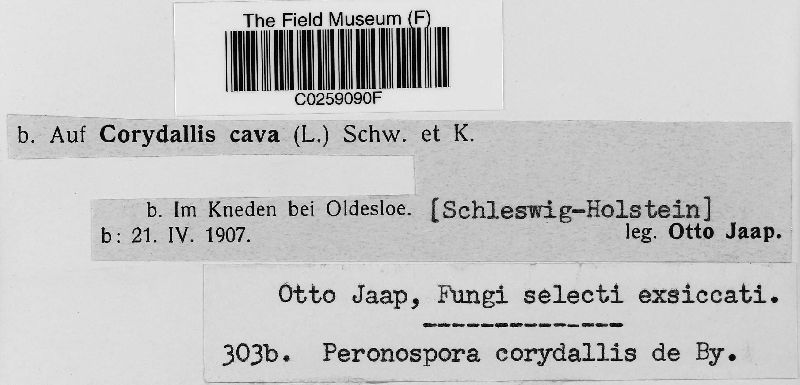 The Field Museum (F)
C0259090F
b. Auf Corydallis cava (L.) Schw. et K.
b. Im Kneden bei Oldesloe. [Schleswig-Holstein]
b: 21. IV. 1907. leg. Otto Jaap.
Otto Jaap, Fungi selecti exsiccati.
303b. Peronospora corydallis de By.